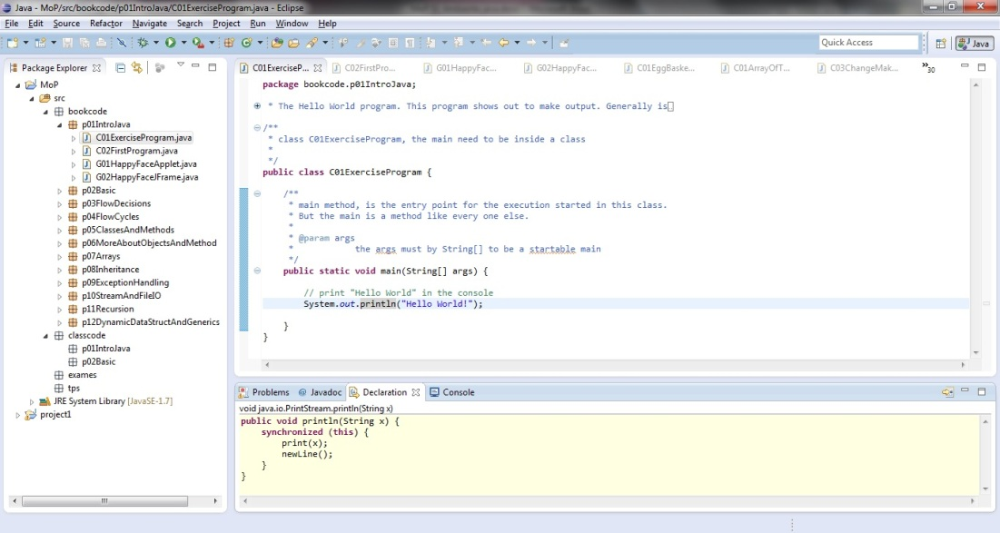 Java - MoP/src/bookcode/p01IntroJava/C01ExerciseProgram.java - Eclipse
File Edit Source Refactor Navigate Search Project Run Window Help
Quick Access
Java
Package Explorer
MoP
src
bookcode
p01IntroJava
C01ExerciseProgram.java
C02FirstProgram.java
G01HappyFaceApplet.java
G02HappyFaceJFrame.java
p02Basic
p03FlowDecisions
p04FlowCycles
p05ClassesAndMethods
p06MoreAboutObjectsAndMethod
p07Arrays
p08Inheritance
p09ExceptionHandling
p10StreamAndFileIO
p11Recursion
p12DynamicDataStructAndGenerics
classcode
p01IntroJava
p02Basic
exames
tps
JRE System Library [JavaSE-1.7]
project1
C01ExerciseP... C02FirstPro... G01HappyFac... G02HappyFac... C01EggBaske... C01ArrayOfT... C03ChangeMak... »30
package bookcode.p01IntroJava;
* The Hello World program. This program shows out to make output. Generally is
/**
* class C01ExerciseProgram, the main need to be inside a class
*
*/
public class C01ExerciseProgram {
/**
* main method, is the entry point for the execution started in this class.
* But the main is a method like every one else.
*
* @param args
* the args must by String[] to be a startable main
*/
public static void main(String[] args) {
// print "Hello World" in the console
System.out.println("Hello World!");
}
}
Problems @ Javadoc Declaration Console
void java.io.PrintStream.println(String x)
public void println(String x) {
synchronized (this) {
print(x);
newLine();
}
}